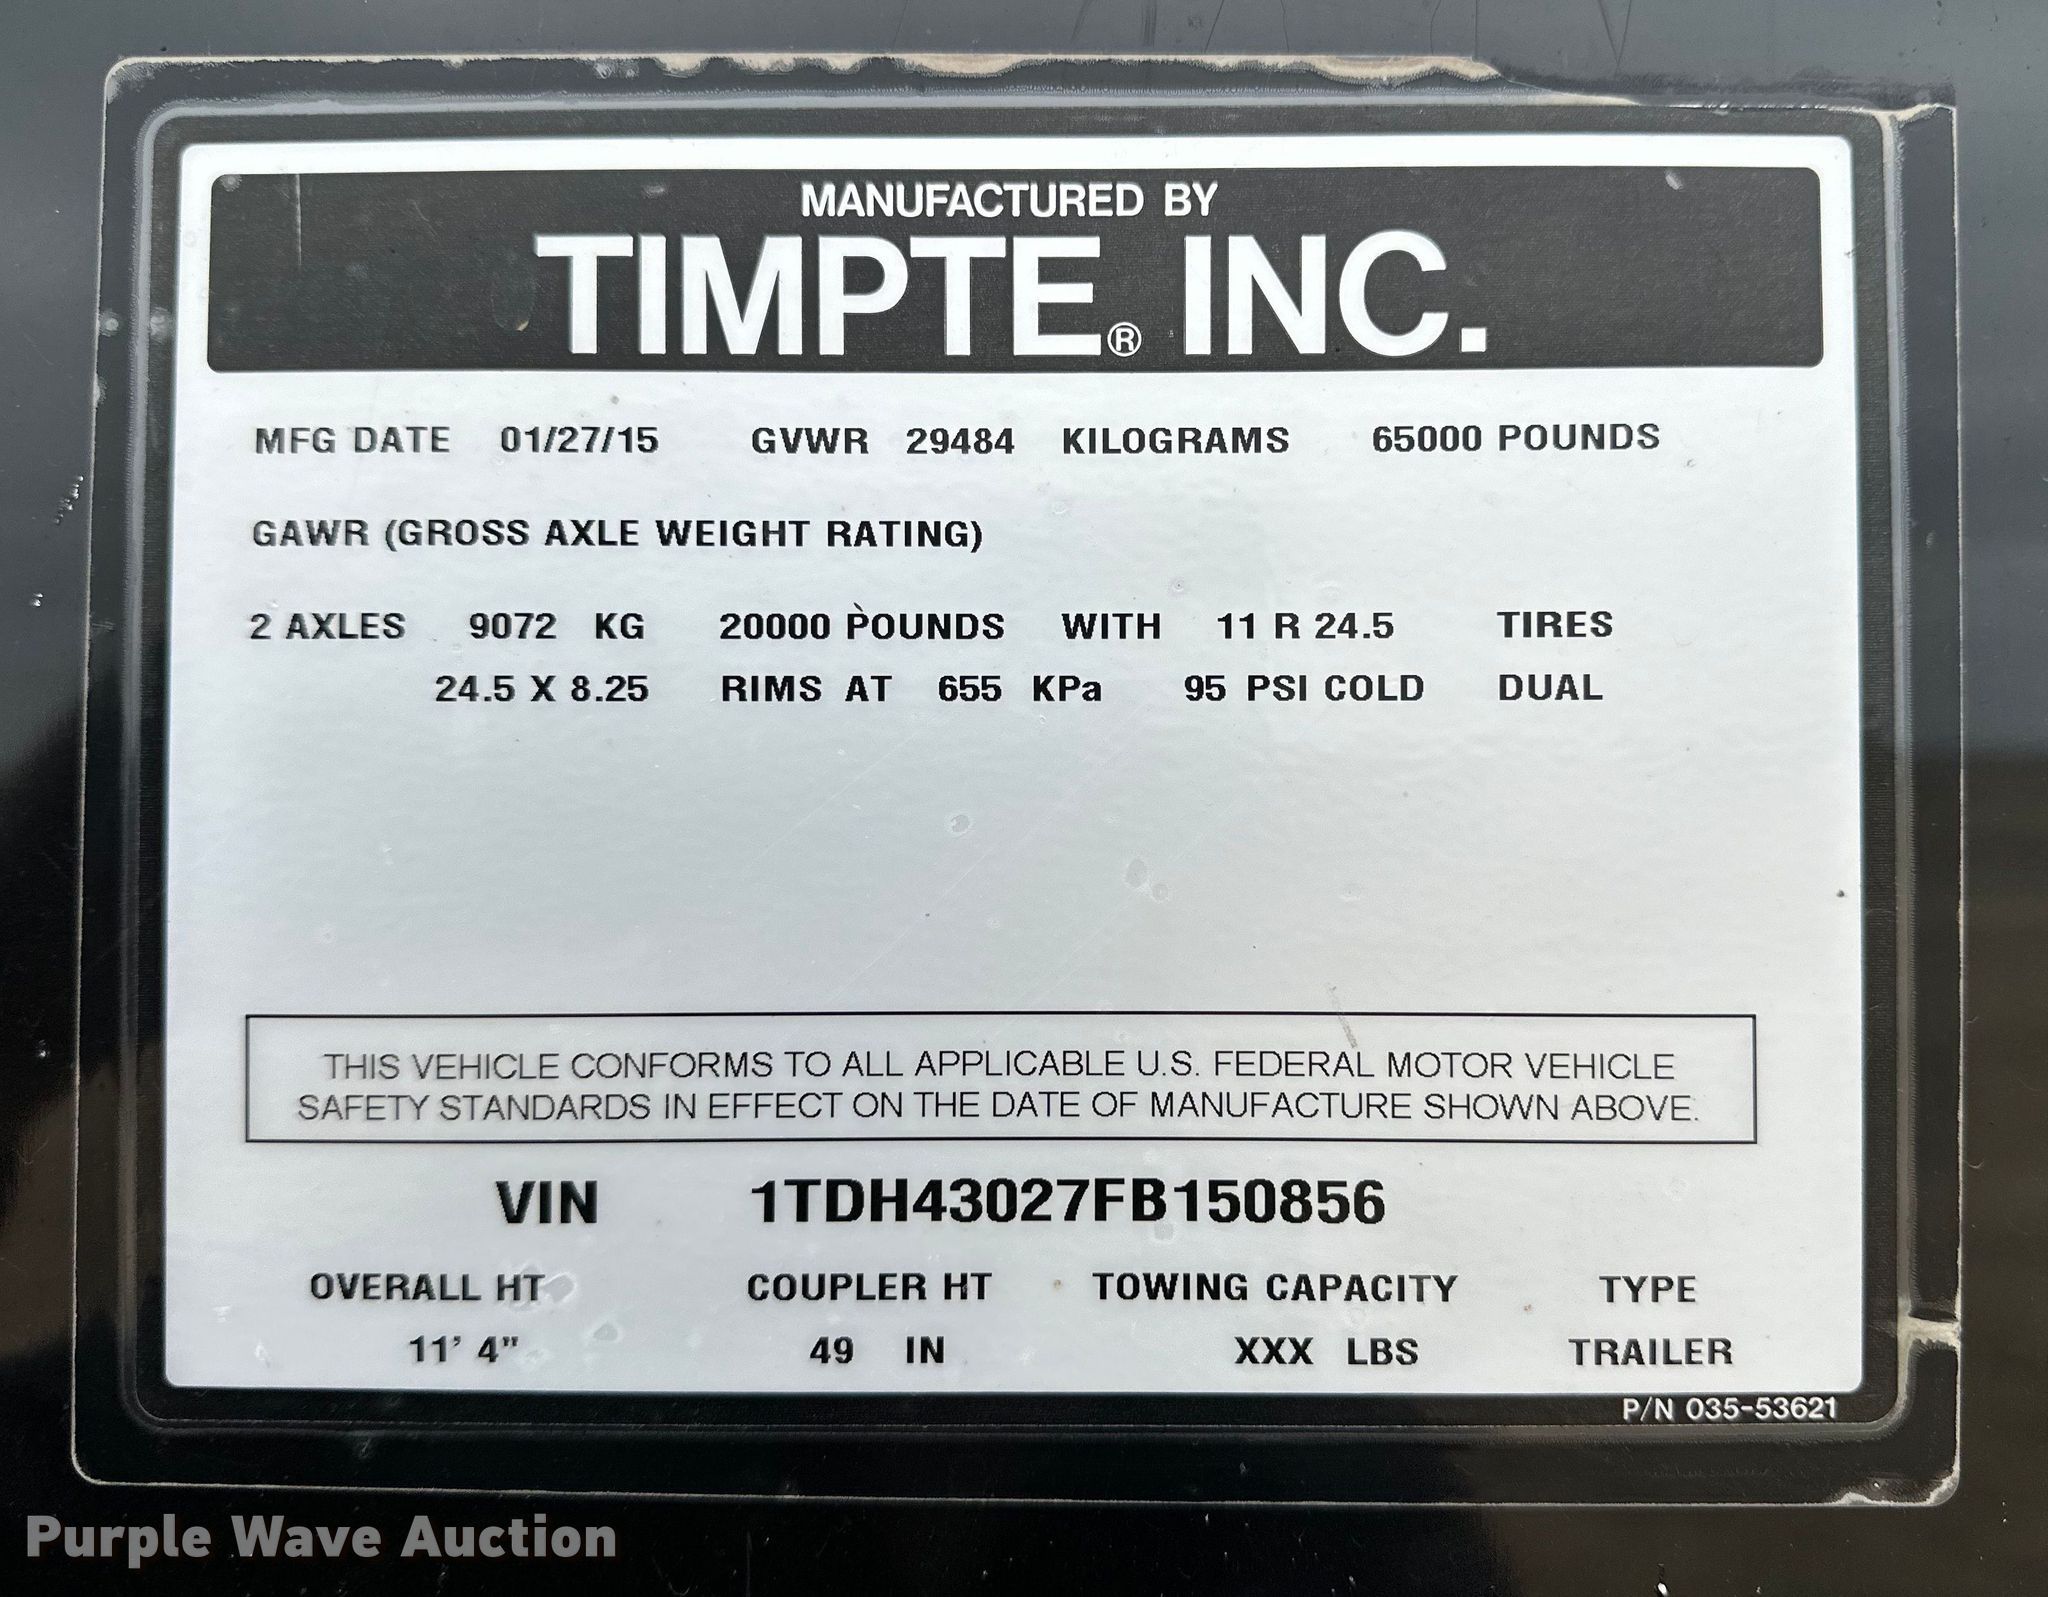 MANUFACTURED BY
TIMPTE® INC.
MFG DATE 01/27/15 GVWR 29484 KILOGRAMS 65000 POUNDS
GAWR (GROSS AXLE WEIGHT RATING)
2 AXLES 9072 KG 20000 POUNDS WITH 11 R 24.5 TIRES
24.5 X 8.25 RIMS AT 655 KPa 95 PSI COLD DUAL
THIS VEHICLE CONFORMS TO ALL APPLICABLE U.S. FEDERAL MOTOR VEHICLE
SAFETY STANDARDS IN EFFECT ON THE DATE OF MANUFACTURE SHOWN ABOVE.
VIN 1TDH43027FB150856
OVERALL HT COUPLER HT TOWING CAPACITY TYPE
11' 4" 49 IN XXX LBS TRAILER
P/N 035-53621
Purple Wave Auction